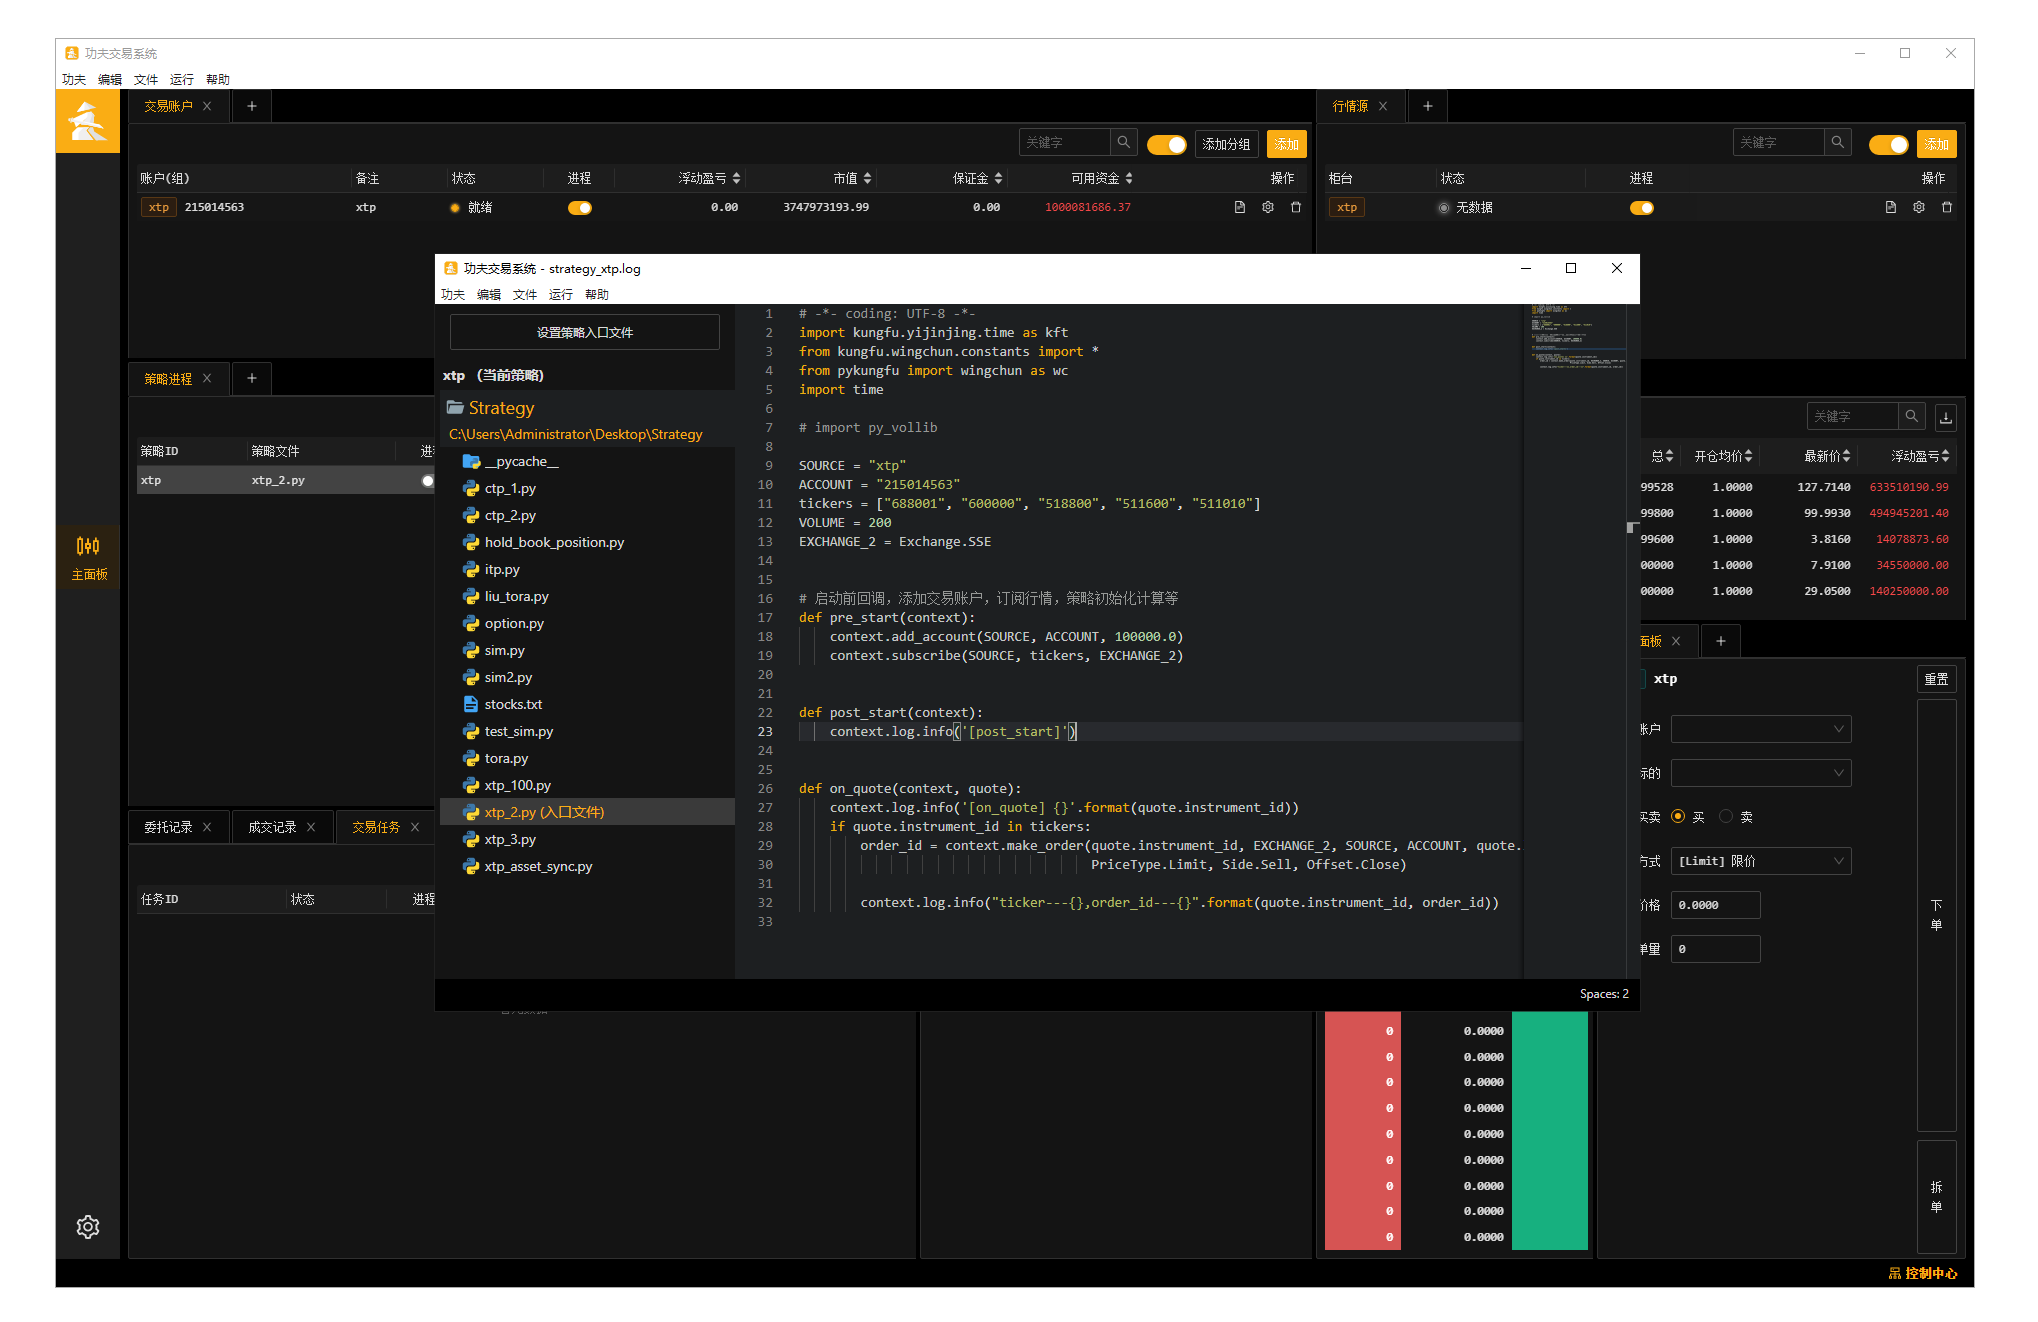 功夫交易系统
功夫 编辑 文件 运行 帮助
交易账户
行情源
关键字
添加分组
添加
关键字
添加
账户(组) 备注 状态 进程 浮动盈亏 市值 保证金 可用资金 操作
xtp 215014563 xtp 就绪 0.00 3747973193.99 0.00 1000081686.37
柜台 状态 进程 操作
xtp 无数据
功夫交易系统 - strategy_xtp.log
功夫 编辑 文件 运行 帮助
设置策略入口文件
xtp (当前策略)
Strategy
C:\Users\Administrator\Desktop\Strategy
__pycache__
ctp_1.py
ctp_2.py
hold_book_position.py
itp.py
liu_tora.py
option.py
sim.py
sim2.py
stocks.txt
test_sim.py
tora.py
xtp_100.py
xtp_2.py (入口文件)
xtp_3.py
xtp_asset_sync.py
1 # -*- coding: UTF-8 -*-
2 import kungfu.yijinjing.time as kft
3 from kungfu.wingchun.constants import *
4 from pykungfu import wingchun as wc
5 import time
6
7 # import py_vollib
8
9 SOURCE = "xtp"
10 ACCOUNT = "215014563"
11 tickers = ["688001", "600000", "518800", "511600", "511010"]
12 VOLUME = 200
13 EXCHANGE_2 = Exchange.SSE
14
15
16 # 启动前回调，添加交易账户，订阅行情，策略初始化计算等
17 def pre_start(context):
18 context.add_account(SOURCE, ACCOUNT, 100000.0)
19 context.subscribe(SOURCE, tickers, EXCHANGE_2)
20
21
22 def post_start(context):
23 context.log.info('[post_start]')
24
25
26 def on_quote(context, quote):
27 context.log.info('[on_quote] {}'.format(quote.instrument_id))
28 if quote.instrument_id in tickers:
29 order_id = context.make_order(quote.instrument_id, EXCHANGE_2, SOURCE, ACCOUNT, quote.
30 PriceType.Limit, Side.Sell, Offset.Close)
31
32 context.log.info("ticker---{},order_id---{}".format(quote.instrument_id, order_id))
33
Spaces: 2
策略进程
策略ID 策略文件
xtp xtp_2.py
主面板
委托记录
成交记录
交易任务
任务ID 状态 进程
关键字
总 开仓均价 最新价 浮动盈亏
99528 1.0000 127.7140 633510190.99
99800 1.0000 99.9930 494945201.40
99600 1.0000 3.8160 14078873.60
00000 1.0000 7.9100 34550000.00
00000 1.0000 29.0500 140250000.00
面板
xtp
重置
账户
标的
买卖 买 卖
方式 [Limit] 限价
价格 0.0000
单量 0
下单
拆单
0 0.0000
0 0.0000
0 0.0000
0 0.0000
0 0.0000
0 0.0000
0 0.0000
0 0.0000
0 0.0000
控制中心